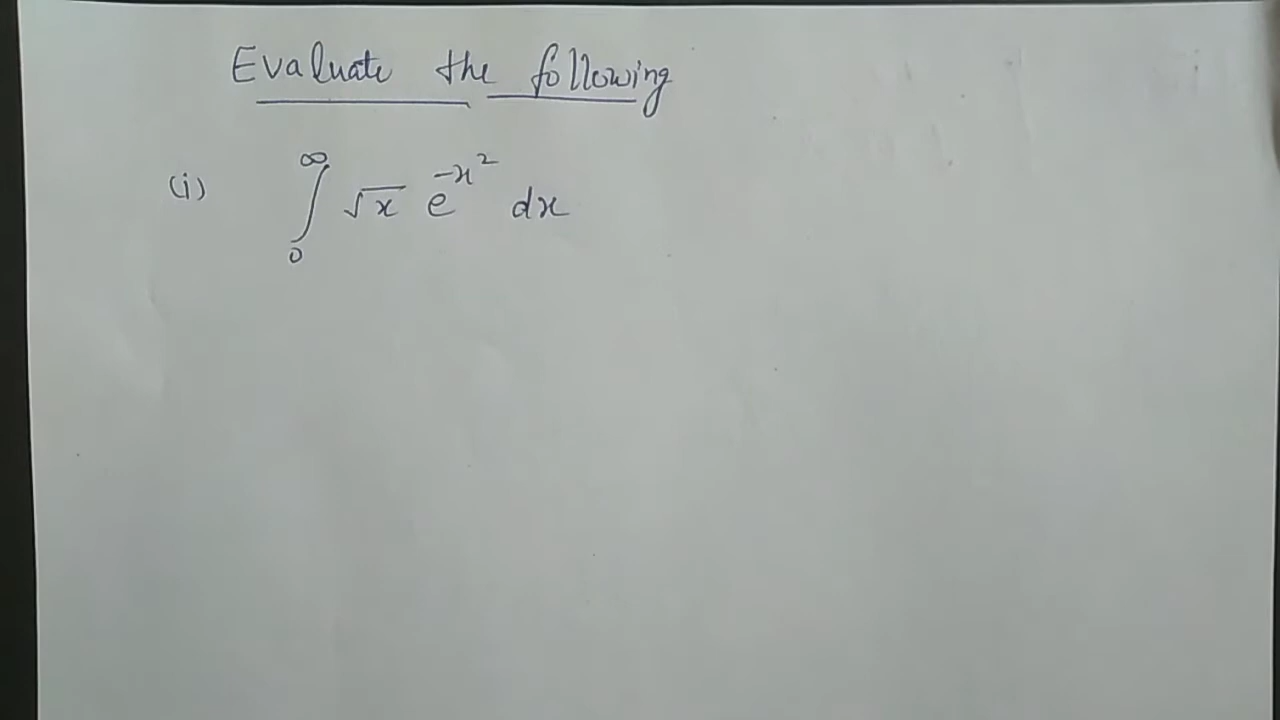 Evaluate the following
(i) ∫₀^∞ √x e^{-x²} dx